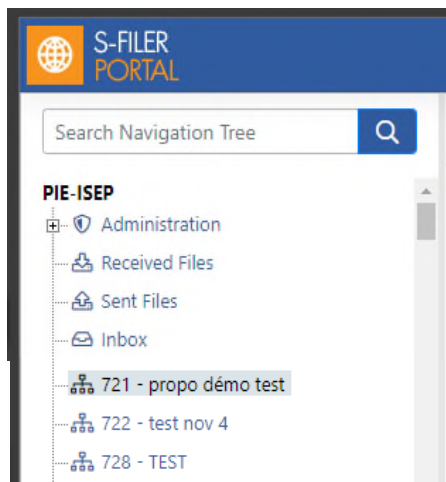 S-FILER
PORTAL
Search Navigation Tree
PIE-ISEP
Administration
Received Files
Sent Files
Inbox
721 - propo démo test
722 - test nov 4
728 - TEST